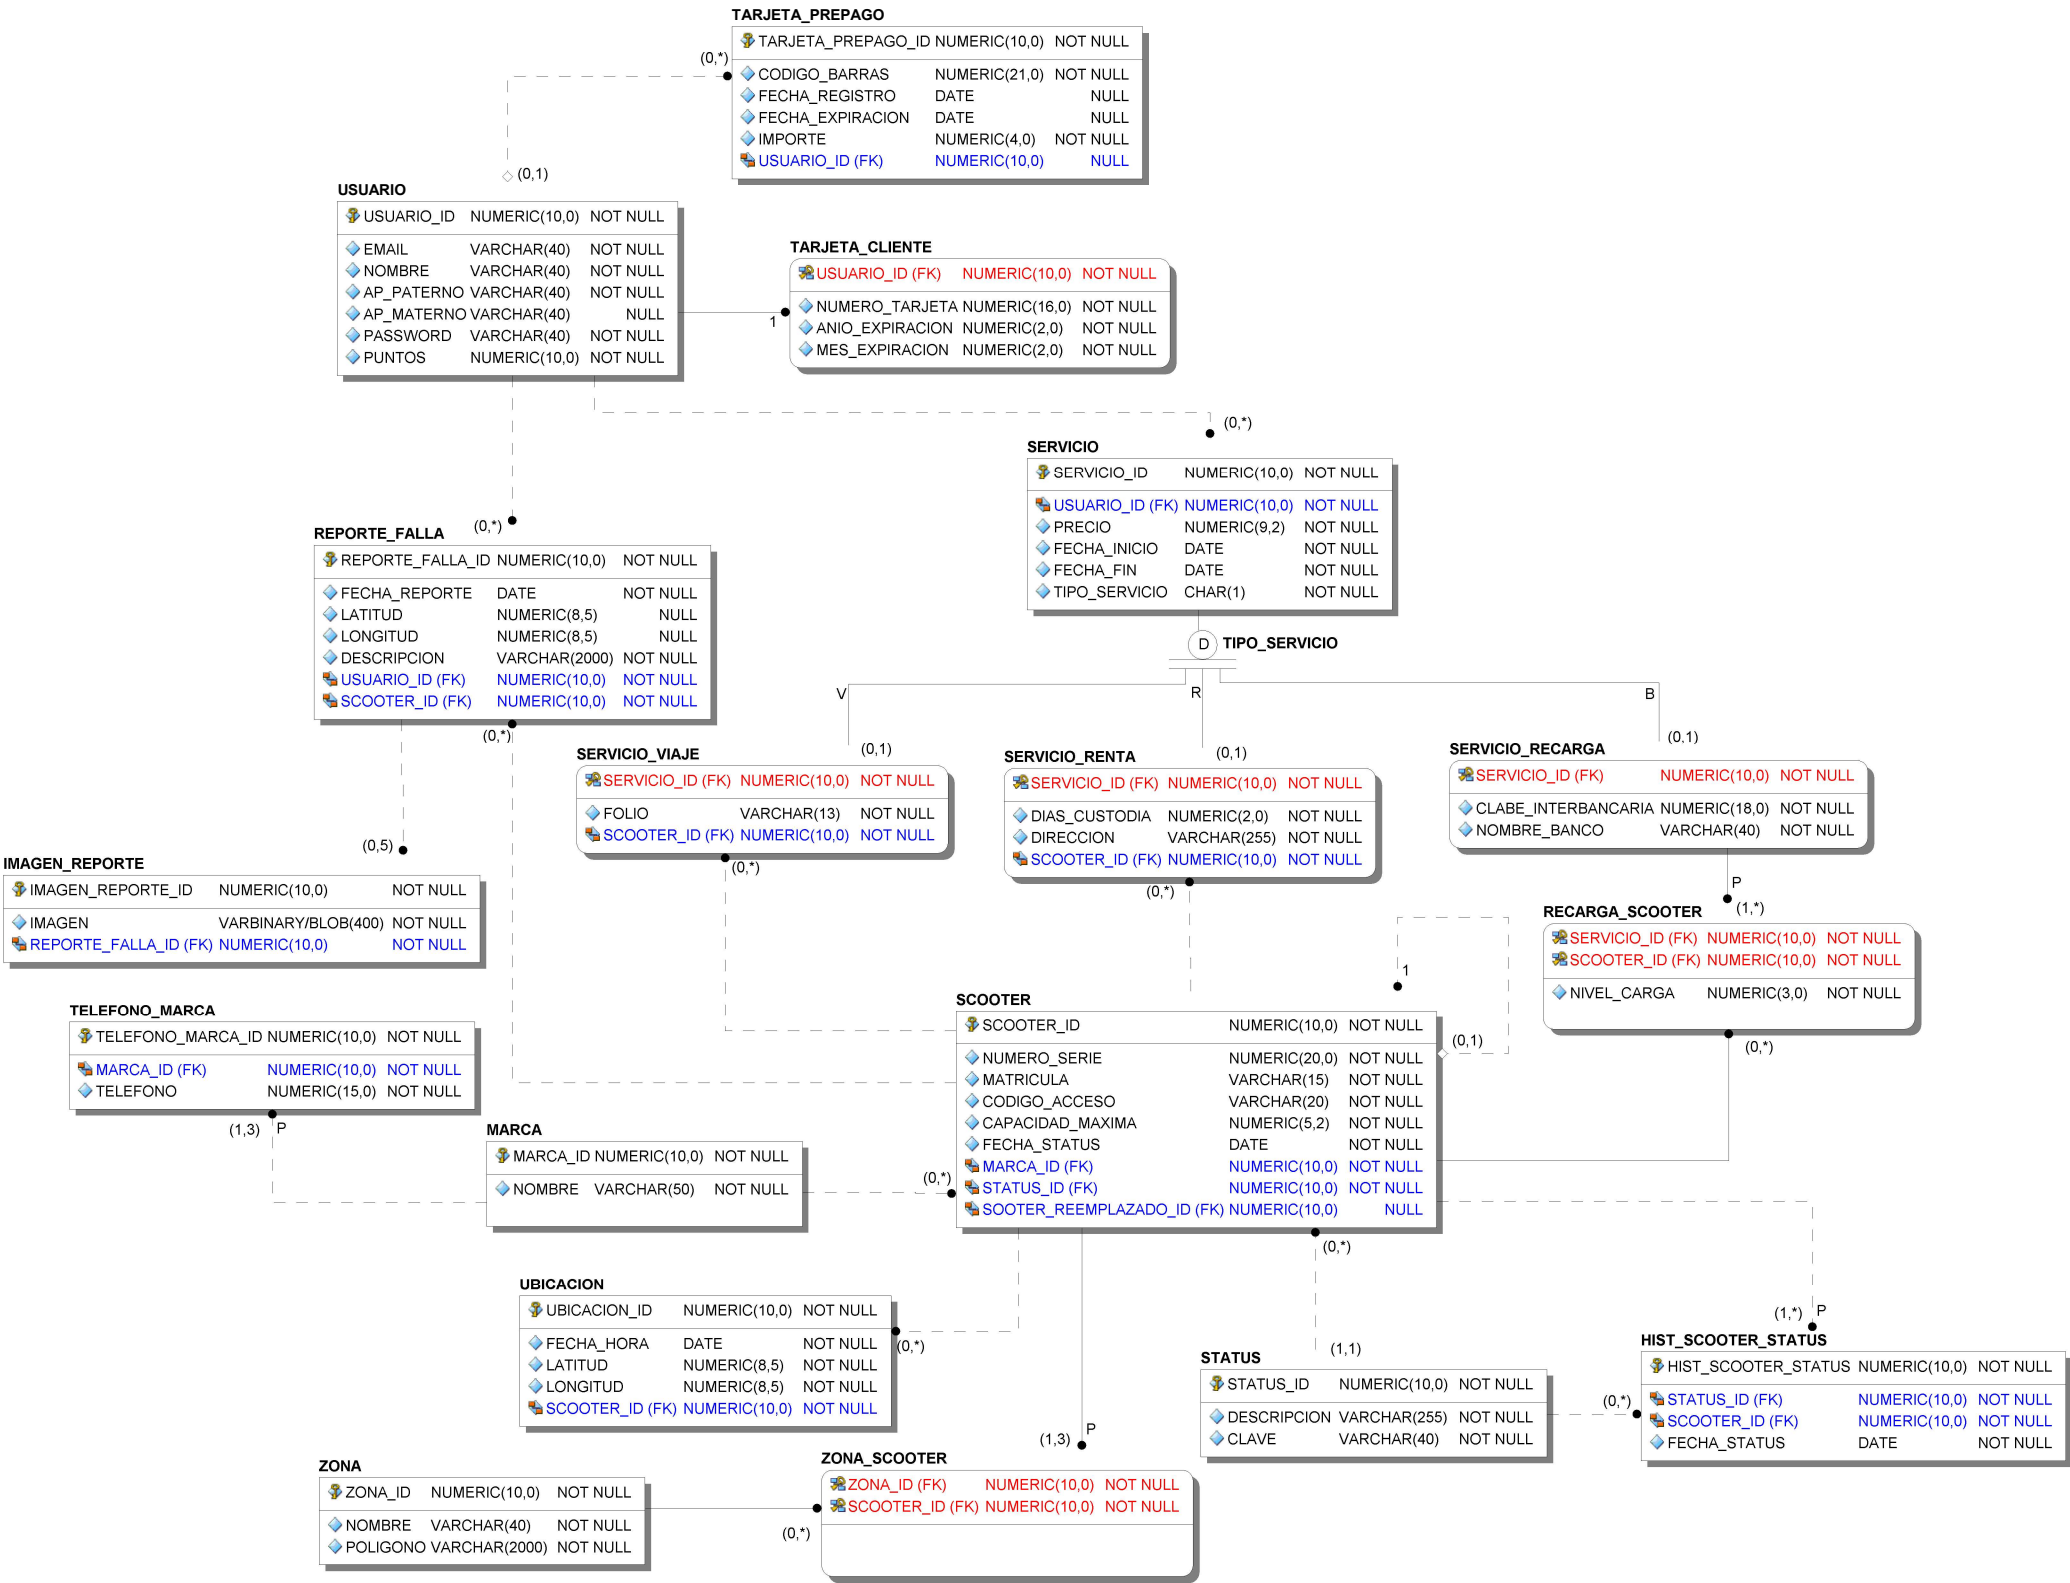 TARJETA_PREPAGO
TARJETA_PREPAGO_ID NUMERIC(10,0) NOT NULL
CODIGO_BARRAS NUMERIC(21,0) NOT NULL
FECHA_REGISTRO DATE NULL
FECHA_EXPIRACION DATE NULL
IMPORTE NUMERIC(4,0) NOT NULL
USUARIO_ID (FK) NUMERIC(10,0) NULL
(0,*)
(0,1)
USUARIO
USUARIO_ID NUMERIC(10,0) NOT NULL
EMAIL VARCHAR(40) NOT NULL
NOMBRE VARCHAR(40) NOT NULL
AP_PATERNO VARCHAR(40) NOT NULL
AP_MATERNO VARCHAR(40) NULL
PASSWORD VARCHAR(40) NOT NULL
PUNTOS NUMERIC(10,0) NOT NULL
TARJETA_CLIENTE
USUARIO_ID (FK) NUMERIC(10,0) NOT NULL
NUMERO_TARJETA NUMERIC(16,0) NOT NULL
ANIO_EXPIRACION NUMERIC(2,0) NOT NULL
MES_EXPIRACION NUMERIC(2,0) NOT NULL
1
(0,*)
SERVICIO
SERVICIO_ID NUMERIC(10,0) NOT NULL
USUARIO_ID (FK) NUMERIC(10,0) NOT NULL
PRECIO NUMERIC(9,2) NOT NULL
FECHA_INICIO DATE NOT NULL
FECHA_FIN DATE NOT NULL
TIPO_SERVICIO CHAR(1) NOT NULL
D TIPO_SERVICIO
V
R
B
(0,*)
REPORTE_FALLA
REPORTE_FALLA_ID NUMERIC(10,0) NOT NULL
FECHA_REPORTE DATE NOT NULL
LATITUD NUMERIC(8,5) NULL
LONGITUD NUMERIC(8,5) NULL
DESCRIPCION VARCHAR(2000) NOT NULL
USUARIO_ID (FK) NUMERIC(10,0) NOT NULL
SCOOTER_ID (FK) NUMERIC(10,0) NOT NULL
(0,*)
(0,1)
SERVICIO_VIAJE
SERVICIO_ID (FK) NUMERIC(10,0) NOT NULL
FOLIO VARCHAR(13) NOT NULL
SCOOTER_ID (FK) NUMERIC(10,0) NOT NULL
(0,*)
(0,1)
SERVICIO_RENTA
SERVICIO_ID (FK) NUMERIC(10,0) NOT NULL
DIAS_CUSTODIA NUMERIC(2,0) NOT NULL
DIRECCION VARCHAR(255) NOT NULL
SCOOTER_ID (FK) NUMERIC(10,0) NOT NULL
(0,*)
(0,1)
SERVICIO_RECARGA
SERVICIO_ID (FK) NUMERIC(10,0) NOT NULL
CLABE_INTERBANCARIA NUMERIC(18,0) NOT NULL
NOMBRE_BANCO VARCHAR(40) NOT NULL
P
(1,*)
(0,5)
IMAGEN_REPORTE
IMAGEN_REPORTE_ID NUMERIC(10,0) NOT NULL
IMAGEN VARBINARY/BLOB(400) NOT NULL
REPORTE_FALLA_ID (FK) NUMERIC(10,0) NOT NULL
RECARGA_SCOOTER
SERVICIO_ID (FK) NUMERIC(10,0) NOT NULL
SCOOTER_ID (FK) NUMERIC(10,0) NOT NULL
NIVEL_CARGA NUMERIC(3,0) NOT NULL
(0,*)
1
(0,1)
SCOOTER
SCOOTER_ID NUMERIC(10,0) NOT NULL
NUMERO_SERIE NUMERIC(20,0) NOT NULL
MATRICULA VARCHAR(15) NOT NULL
CODIGO_ACCESO VARCHAR(20) NOT NULL
CAPACIDAD_MAXIMA NUMERIC(5,2) NOT NULL
FECHA_STATUS DATE NOT NULL
MARCA_ID (FK) NUMERIC(10,0) NOT NULL
STATUS_ID (FK) NUMERIC(10,0) NOT NULL
SOOTER_REEMPLAZADO_ID (FK) NUMERIC(10,0) NULL
TELEFONO_MARCA
TELEFONO_MARCA_ID NUMERIC(10,0) NOT NULL
MARCA_ID (FK) NUMERIC(10,0) NOT NULL
TELEFONO NUMERIC(15,0) NOT NULL
(1,3) P
MARCA
MARCA_ID NUMERIC(10,0) NOT NULL
NOMBRE VARCHAR(50) NOT NULL
(0,*)
(0,*)
UBICACION
UBICACION_ID NUMERIC(10,0) NOT NULL
FECHA_HORA DATE NOT NULL
LATITUD NUMERIC(8,5) NOT NULL
LONGITUD NUMERIC(8,5) NOT NULL
SCOOTER_ID (FK) NUMERIC(10,0) NOT NULL
(0,*)
(1,1)
STATUS
STATUS_ID NUMERIC(10,0) NOT NULL
DESCRIPCION VARCHAR(255) NOT NULL
CLAVE VARCHAR(40) NOT NULL
(0,*)
(1,*) P
HIST_SCOOTER_STATUS
HIST_SCOOTER_STATUS NUMERIC(10,0) NOT NULL
STATUS_ID (FK) NUMERIC(10,0) NOT NULL
SCOOTER_ID (FK) NUMERIC(10,0) NOT NULL
FECHA_STATUS DATE NOT NULL
(1,3) P
ZONA
ZONA_ID NUMERIC(10,0) NOT NULL
NOMBRE VARCHAR(40) NOT NULL
POLIGONO VARCHAR(2000) NOT NULL
(0,*)
ZONA_SCOOTER
ZONA_ID (FK) NUMERIC(10,0) NOT NULL
SCOOTER_ID (FK) NUMERIC(10,0) NOT NULL